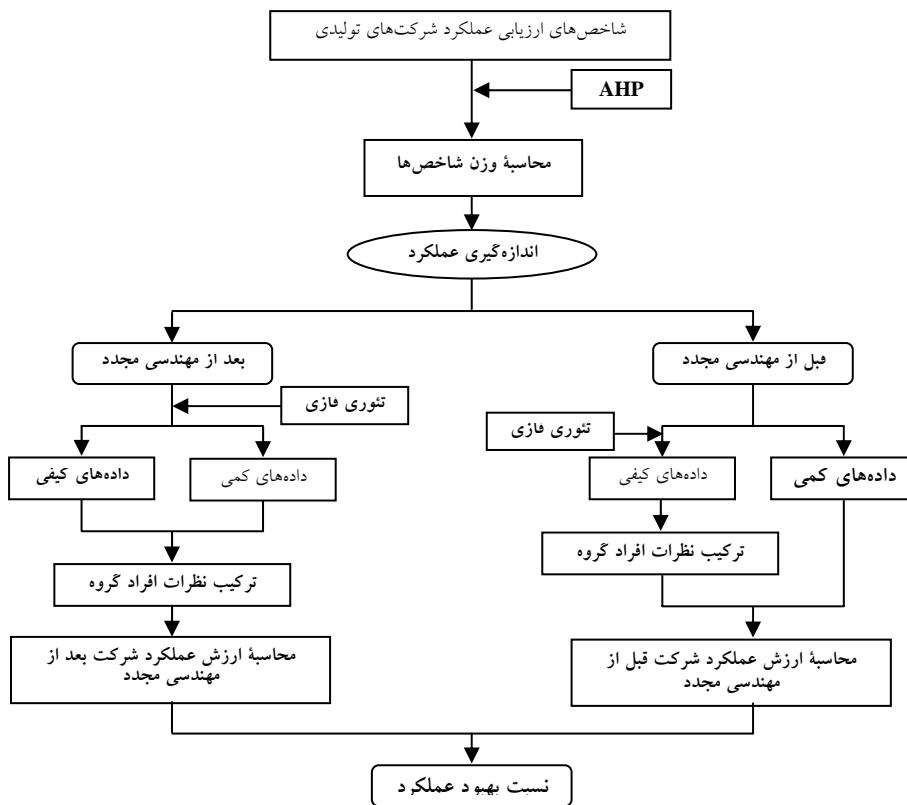 شاخص‌های ارزیابی عملکرد شرکت‌های تولیدی
AHP
محاسبۀ وزن شاخص‌ها
اندازه‌گیری عملکرد
قبل از مهندسی مجدد
بعد از مهندسی مجدد
تئوری فازی
تئوری فازی
داده‌های کمی
داده‌های کیفی
داده‌های کمی
داده‌های کیفی
ترکیب نظرات افراد گروه
ترکیب نظرات افراد گروه
محاسبۀ ارزش عملکرد شرکت قبل از
مهندسی مجدد
محاسبۀ ارزش عملکرد شرکت بعد از
مهندسی مجدد
نسبت بهبود عملکرد